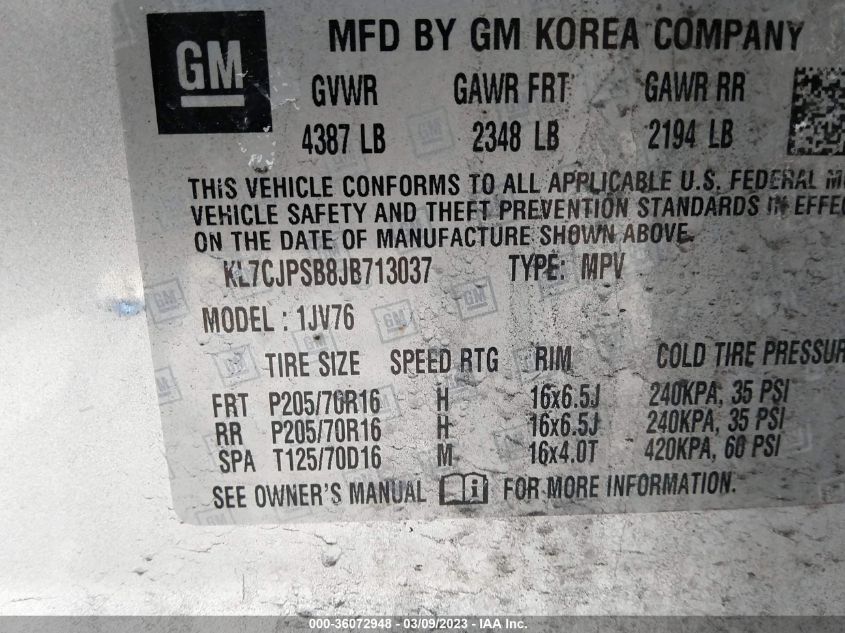 GM MFD BY GM KOREA COMPANY
GVWR GAWR FRT GAWR RR
4387 LB 2348 LB 2194 LB
THIS VEHICLE CONFORMS TO ALL APPLICABLE U.S. FEDERAL
VEHICLE SAFETY AND THEFT PREVENTION STANDARDS IN
ON THE DATE OF MANUFACTURE SHOWN ABOVE.
KL7CJPSB8JB713037 TYPE: MPV
MODEL : 1JV76
TIRE SIZE SPEED RTG RIM COLD TIRE
FRT P205/70R16 H 16x6.5J 240KPA, 35 PSI
RR P205/70R16 H 16x6.5J 240KPA, 35 PSI
SPA T125/70D16 M 16x4.0T 420KPA, 60 PSI
SEE OWNER'S MANUAL FOR MORE INFORMATION.
000-36072948 - 03/09/2023 - IAA Inc.